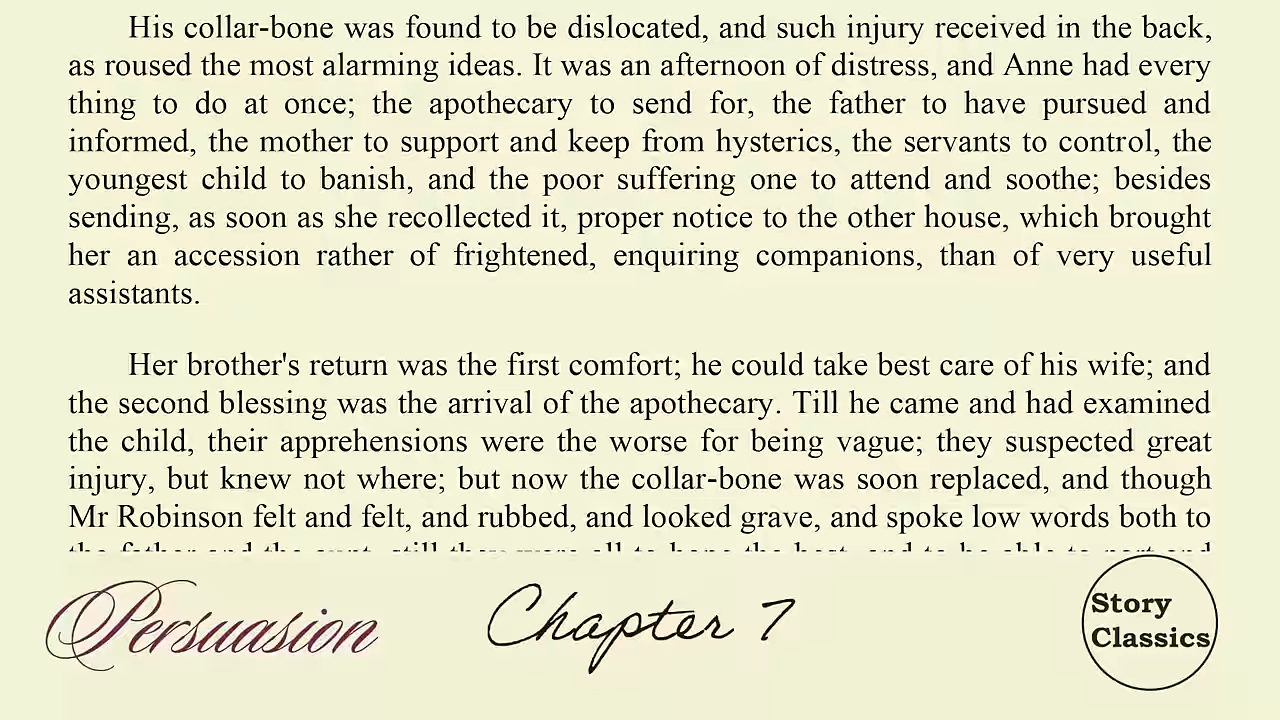 His collar-bone was found to be dislocated, and such injury received in the back,
as roused the most alarming ideas. It was an afternoon of distress, and Anne had every
thing to do at once; the apothecary to send for, the father to have pursued and
informed, the mother to support and keep from hysterics, the servants to control, the
youngest child to banish, and the poor suffering one to attend and soothe; besides
sending, as soon as she recollected it, proper notice to the other house, which brought
her an accession rather of frightened, enquiring companions, than of very useful
assistants.
Her brother's return was the first comfort; he could take best care of his wife; and
the second blessing was the arrival of the apothecary. Till he came and had examined
the child, their apprehensions were the worse for being vague; they suspected great
injury, but knew not where; but now the collar-bone was soon replaced, and though
Mr Robinson felt and felt, and rubbed, and looked grave, and spoke low words both to
Persuasion
Chapter 7
Story
Classics